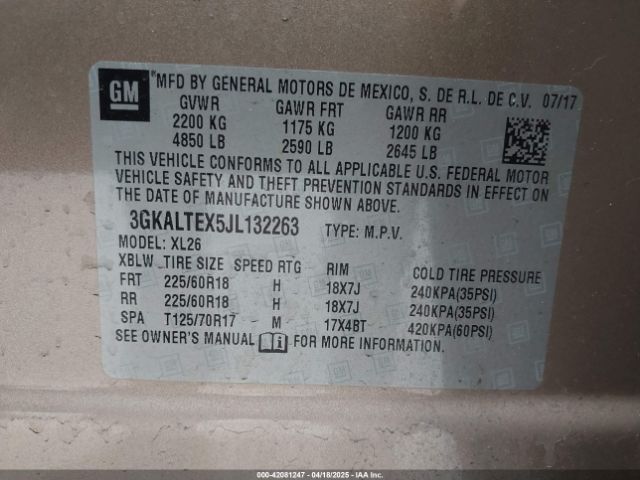 GM
*MFD BY GENERAL MOTORS DE MEXICO, S. DE R.L. DE C.V. 07/17
GVWR GAWR FRT GAWR RR
2200 KG 1175 KG 1200 KG
4850 LB 2590 LB 2645 LB
THIS VEHICLE CONFORMS TO ALL APPLICABLE U.S. FEDERAL MOTOR
VEHICLE SAFETY AND THEFT PREVENTION STANDARDS IN EFFECT ON
THE DATE OF MANUFACTURE SHOWN ABOVE.
3GKALTEX5JL132263 TYPE: M.P.V.
MODEL: XL26
XBLW TIRE SIZE SPEED RTG RIM COLD TIRE PRESSURE
FRT 225/60R18 H 18X7J 240KPA(35PSI)
RR 225/60R18 H 18X7J 240KPA(35PSI)
SPA T125/70R17 M 17X4BT 420KPA(60PSI)
SEE OWNER'S MANUAL i FOR MORE INFORMATION.
000-42081247 - 04/18/2025 - IAAI.COM